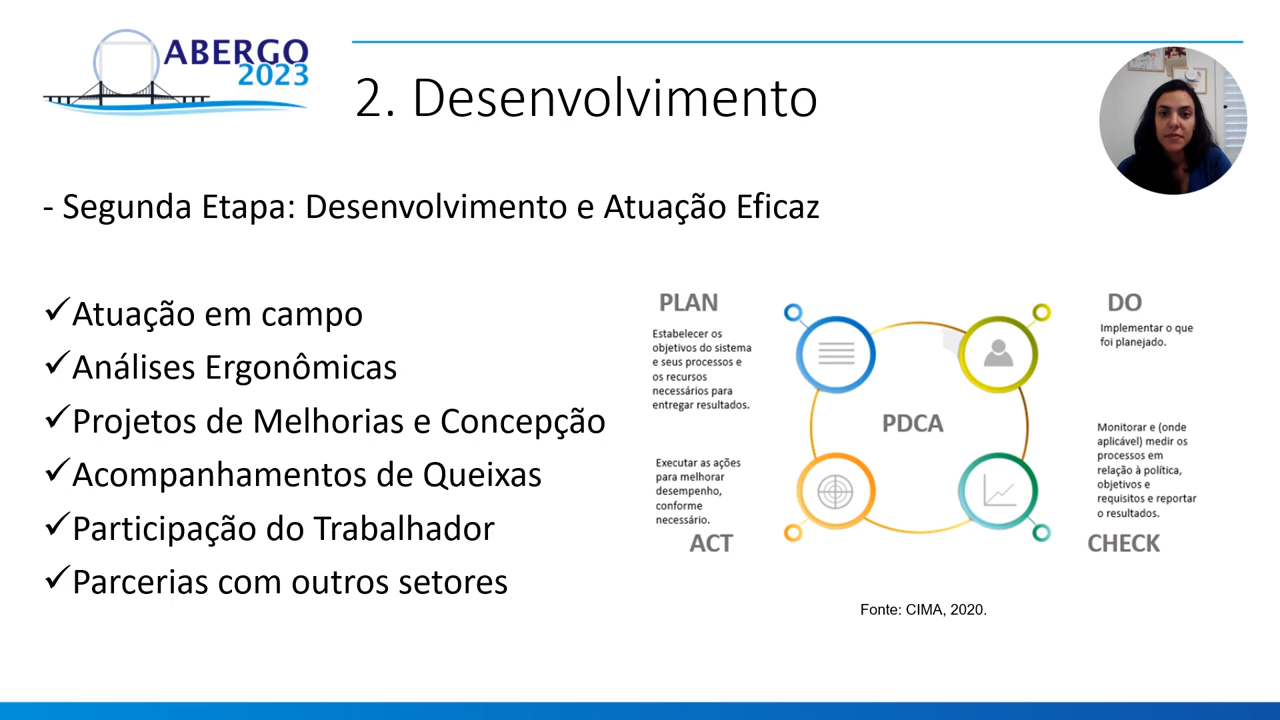 ABERGO
2023
2. Desenvolvimento
- Segunda Etapa: Desenvolvimento e Atuação Eficaz
✓Atuação em campo
✓Análises Ergonômicas
✓Projetos de Melhorias e Concepção
✓Acompanhamentos de Queixas
✓Participação do Trabalhador
✓Parcerias com outros setores
PLAN
Estabelecer os
objetivos do sistema
e seus processos e
os recursos
necessários para
entregar resultados.
DO
Implementar o que
foi planejado.
PDCA
Executar as ações
para melhorar
desempenho,
conforme
necessário.
ACT
Monitorar e (onde
aplicável) medir os
processos em
relação à política,
objetivos e
requisitos e reportar
o resultados.
CHECK
Fonte: CIMA, 2020.